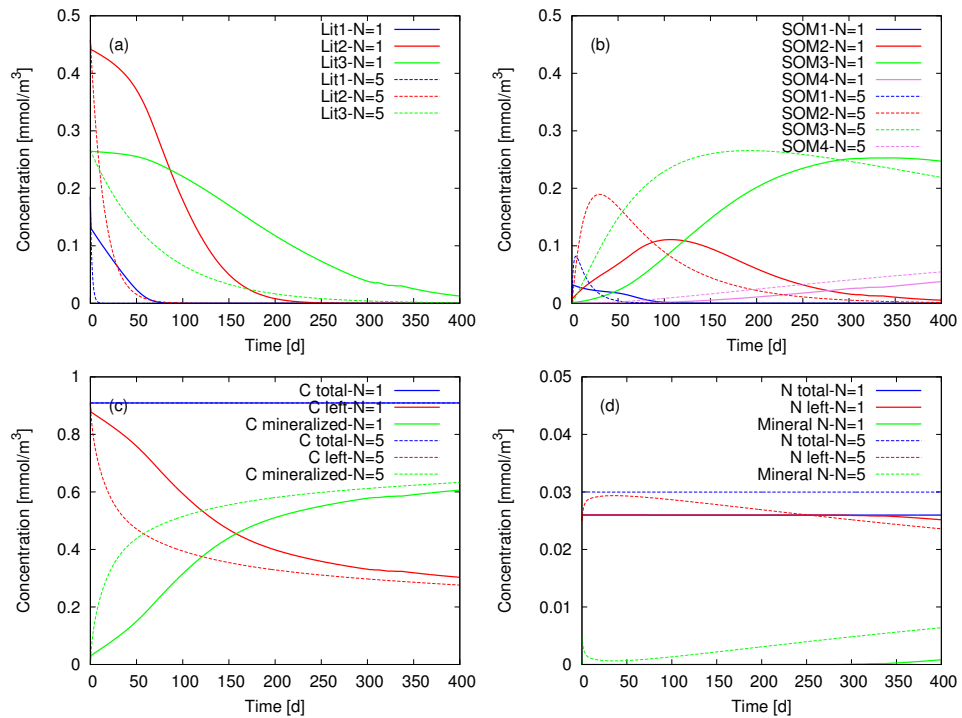 (a)
Lit1-N=1
Lit2-N=1
Lit3-N=1
Lit1-N=5
Lit2-N=5
Lit3-N=5
Concentration [mmol/m³]
0.5
0.4
0.3
0.2
0.1
0
0 50 100 150 200 250 300 350 400
Time [d]
(b)
SOM1-N=1
SOM2-N=1
SOM3-N=1
SOM4-N=1
SOM1-N=5
SOM2-N=5
SOM3-N=5
SOM4-N=5
Concentration [mmol/m³]
0.5
0.4
0.3
0.2
0.1
0
0 50 100 150 200 250 300 350 400
Time [d]
(c)
C total-N=1
C left-N=1
C mineralized-N=1
C total-N=5
C left-N=5
C mineralized-N=5
Concentration [mmol/m³]
1
0.8
0.6
0.4
0.2
0
0 50 100 150 200 250 300 350 400
Time [d]
(d)
N total-N=1
N left-N=1
Mineral N-N=1
N total-N=5
N left-N=5
Mineral N-N=5
Concentration [mmol/m³]
0.05
0.04
0.03
0.02
0.01
0
0 50 100 150 200 250 300 350 400
Time [d]